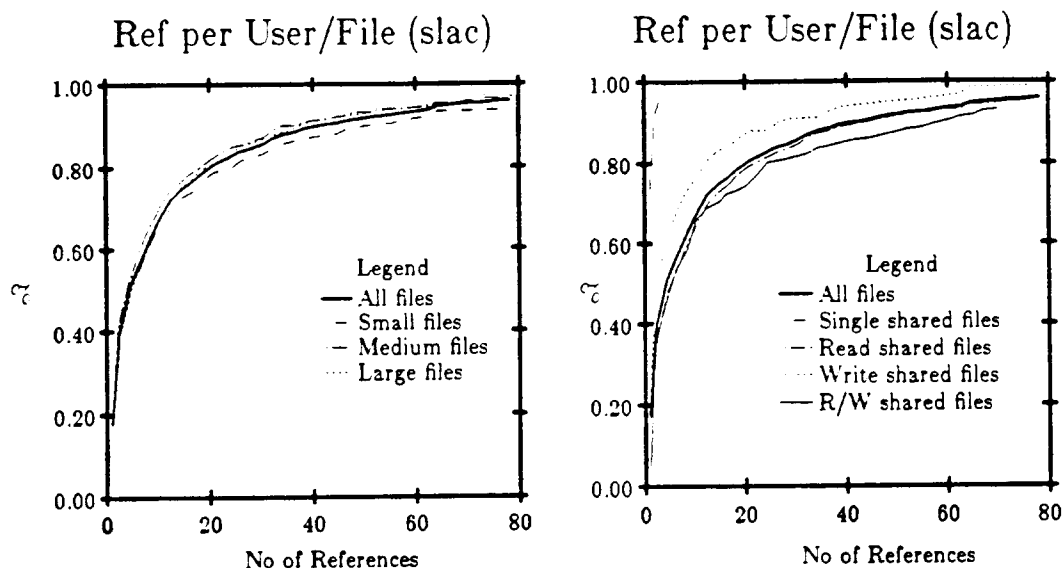 Ref per User/File (slac)
1.00
0.80
0.60
0.40
0.20
0.00
0
20
40
60
80
No of References
Legend
All files
Small files
Medium files
Large files
Ref per User/File (slac)
1.00
0.80
0.60
0.40
0.20
0.00
0
20
40
60
80
No of References
Legend
All files
Single shared files
Read shared files
Write shared files
R/W shared files